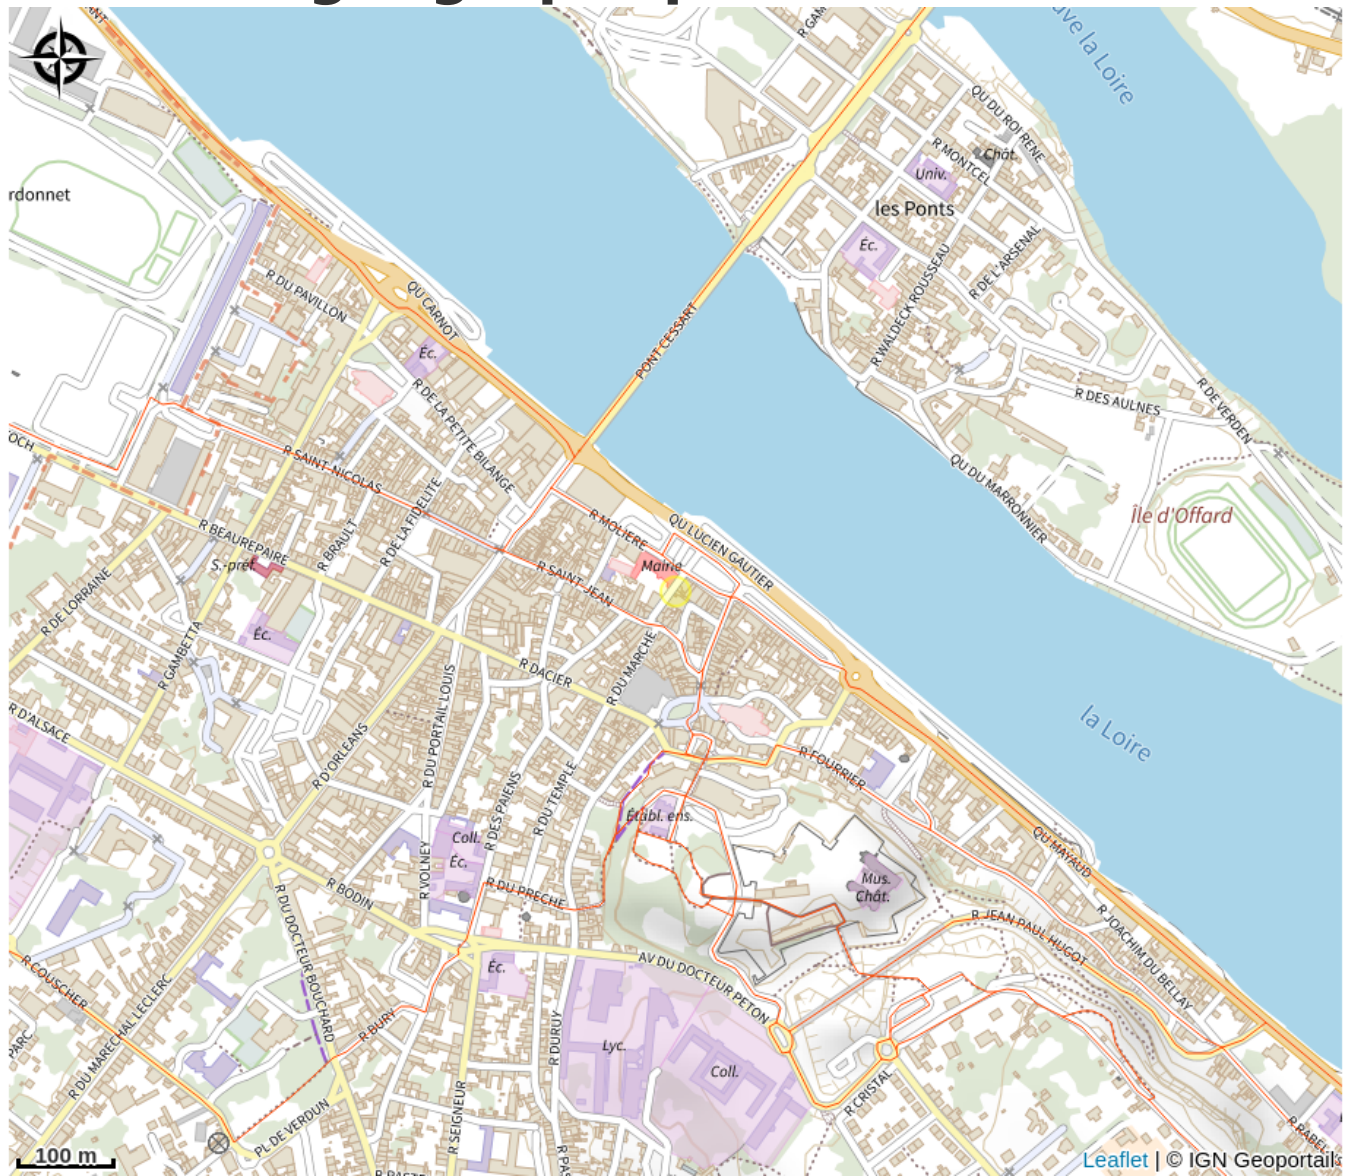 R GAM
uve la Loire
QU DU ROI RENE
R MONTCEL
Chât.
Univ.
les Ponts
rdonnet
Éc.
R DE L'ARSENAL
R WALDECK ROUSSEAU
R DU PAVILLON
QU CARNOT
PONT CESSART
Éc.
R DE LA PETITE BILANGE
R DES AULNES
R DE VERDEN
OCH
R SAINT-NICOLAS
QU DU MARRONNIER
Île d'Offard
R BEAUREPAIRE
R BRAULT
R DE LA FIDELITE
R MOLIERE
QU LUCIEN GAUTIER
S.-préf.
Mairie
R SAINT-JEAN
R DE LORRAINE
Éc.
R GAMBETTA
R DU MARCHE
R DACIER
R D'ALSACE
R D'ORLEANS
R DU PORTAIL LOUIS
la Loire
R FOURRIER
R DES PAIENS
R DU TEMPLE
Établ. ens.
Coll.
Éc.
QU MAYAUD
R VOLNEY
R BODIN
R DU PRECHE
Mus.
Chât.
R JEAN PAUL HUGOT
R JOACHIM DU BELLAY
R COUSCHER
R DU DOCTEUR BOUCHARD
Éc.
AV DU DOCTEUR PETON
R DU MARECHAL LECLERC
R BURY
PARC
R DURUY
Lyc.
Coll.
R CRISTAL
PL DE VERDUN
R SEIGNEUR
R RABEL
R PAS
100 m
Leaflet | © IGN Geoportail